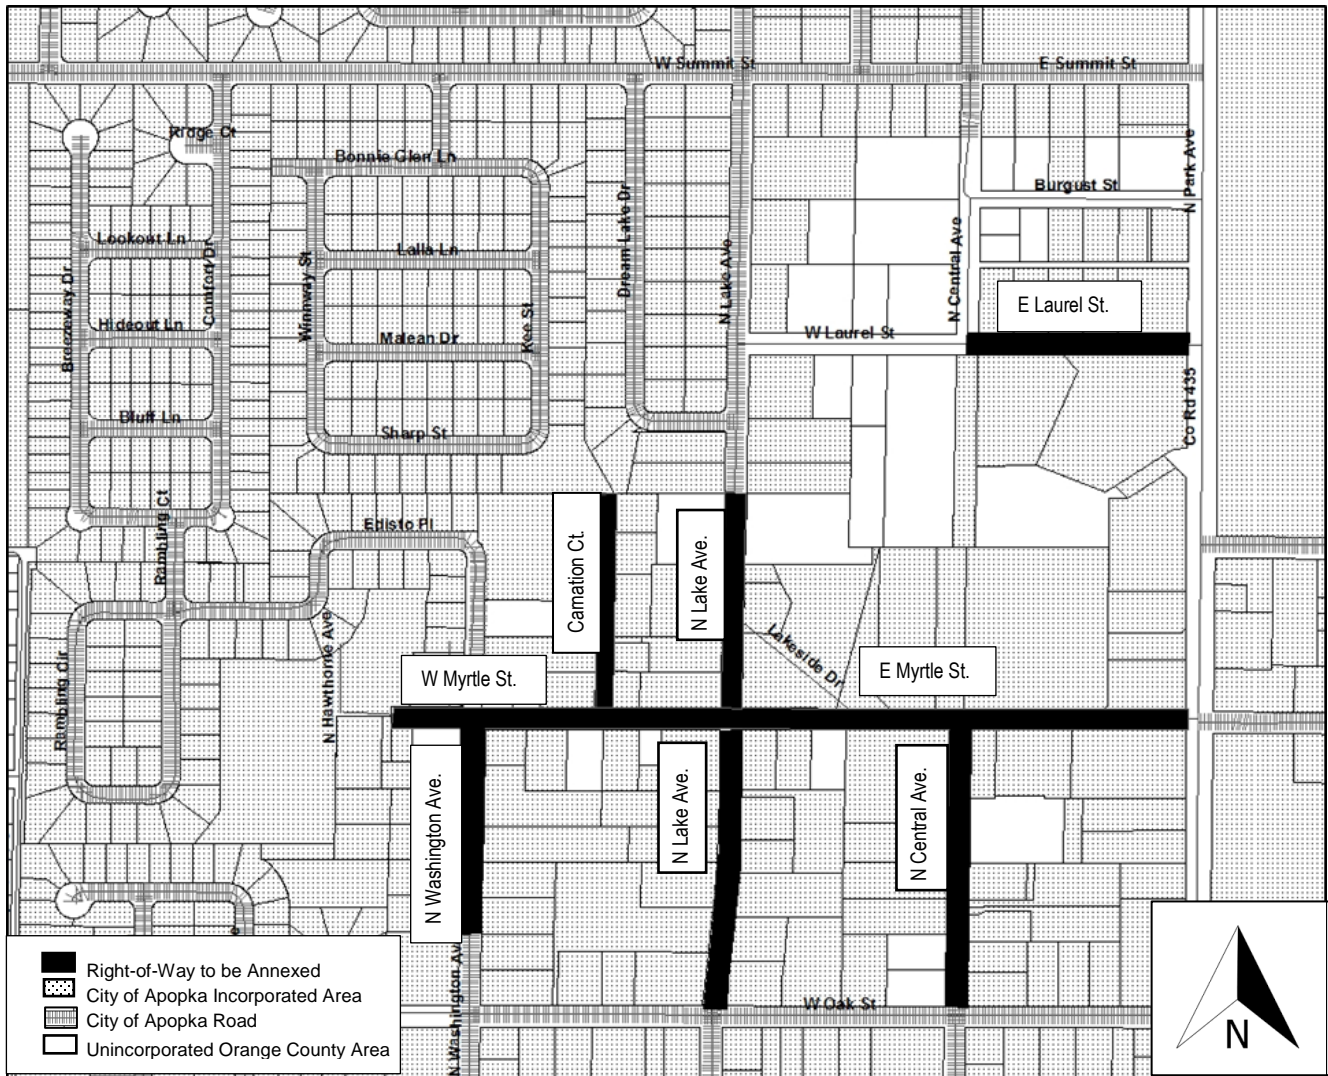 W Summit St
E Summit St
Ridge Ct
Bonnie Glen Ln
N Park Ave
Burgust St
Dream Lake Dr
Lookout Ln
Lalla Ln
Comfort Dr
Winnway St
N Lake Ave
N Central Ave
Breezeway Dr
E Laurel St.
Hideout Ln
Malean Dr
Kee St
W Laurel St
Co Rd 435
Bluff Ln
Sharp St
Rambling Ct
Edisto Pl
Carnation Ct.
N Lake Ave.
N Hawthorne Ave
Lakeside Dr
W Myrtle St.
E Myrtle St.
Rambling Cir
N Washington Ave.
N Lake Ave.
N Central Ave.
e
Right-of-Way to be Annexed
City of Apopka Incorporated Area
City of Apopka Road
Unincorporated Orange County Area
N Washington Av
W Oak St
N